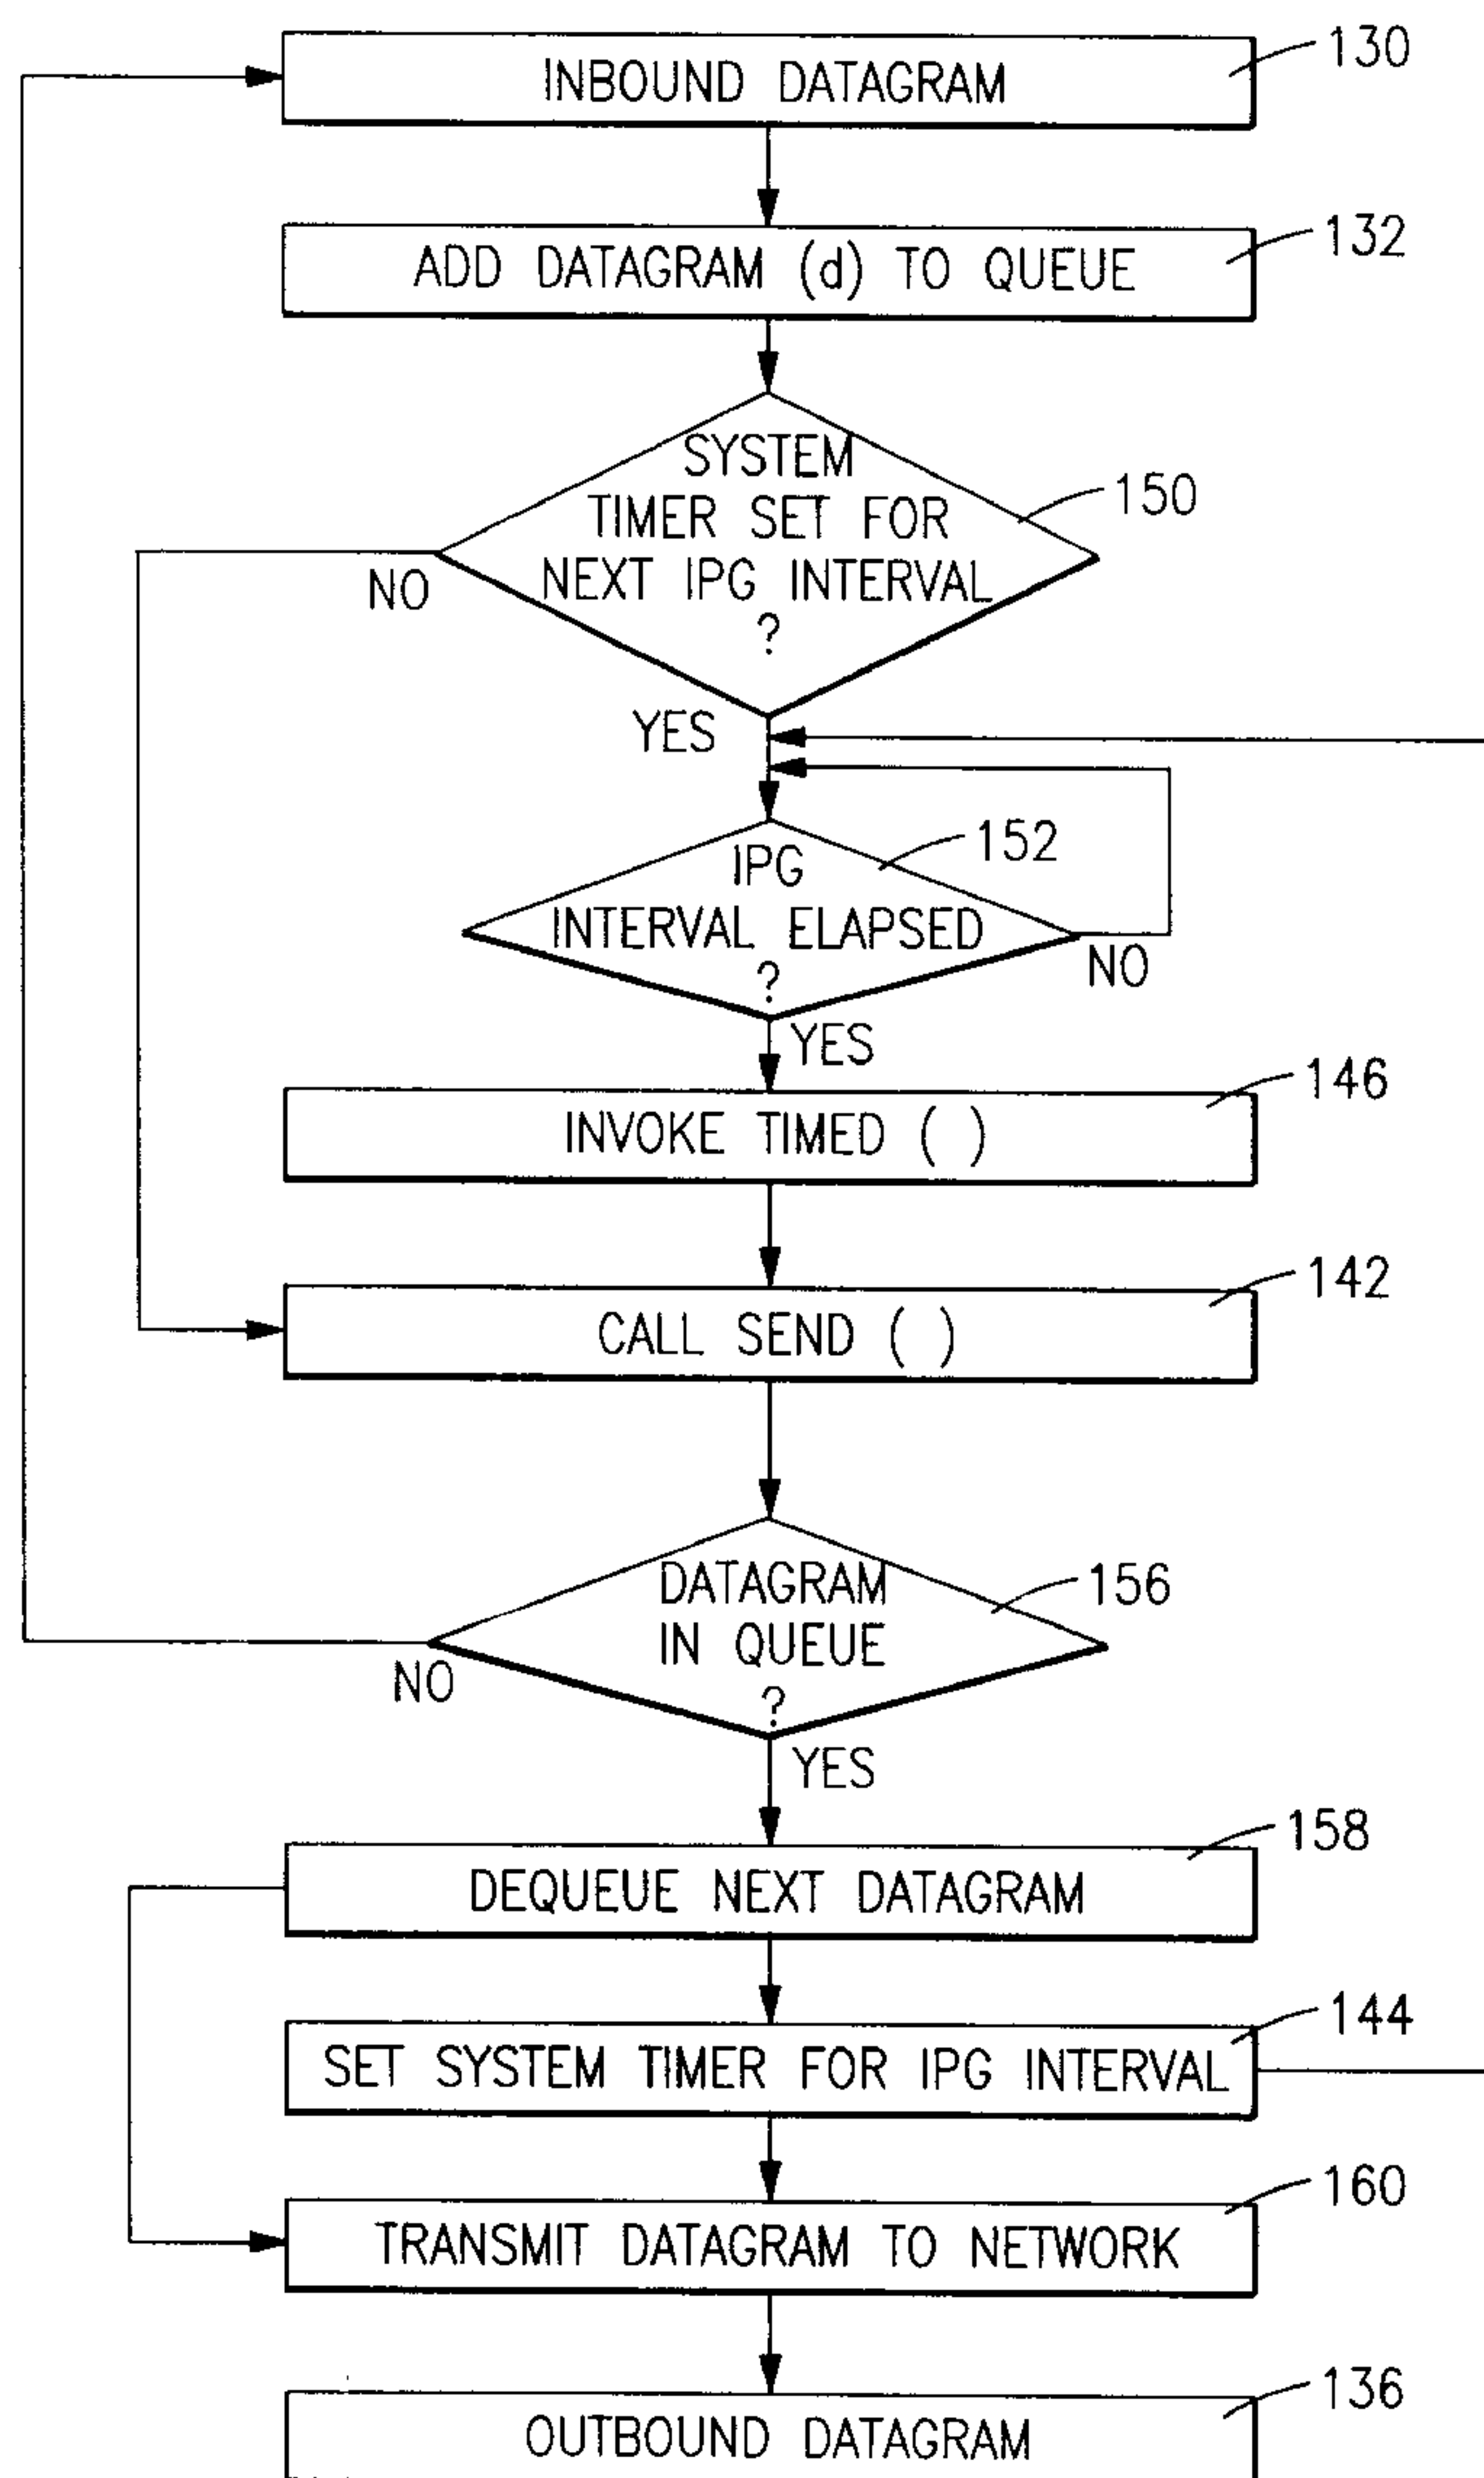 INBOUND DATAGRAM
130
ADD DATAGRAM (d) TO QUEUE
132
SYSTEM
TIMER SET FOR
NEXT IPG INTERVAL
?
150
NO
YES
IPG
INTERVAL ELAPSED
?
152
NO
YES
INVOKE TIMED ( )
146
CALL SEND ( )
142
DATAGRAM
IN QUEUE
?
156
NO
YES
DEQUEUE NEXT DATAGRAM
158
SET SYSTEM TIMER FOR IPG INTERVAL
144
TRANSMIT DATAGRAM TO NETWORK
160
OUTBOUND DATAGRAM
136